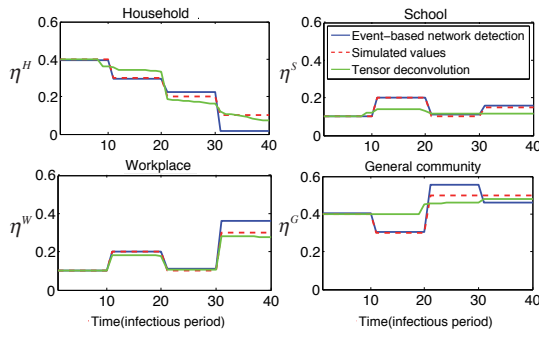 Household
School
0.6
0.4
0.2
0
η^H
10 20 30 40
0.6
0.4
0.2
0
η^S
Event-based network detection
Simulated values
Tensor deconvolution
10 20 30 40
Workplace
General community
0.6
0.4
0.2
0
η^W
10 20 30 40
Time(infectious period)
0.6
0.4
0.2
0
η^G
10 20 30 40
Time(infectious period)